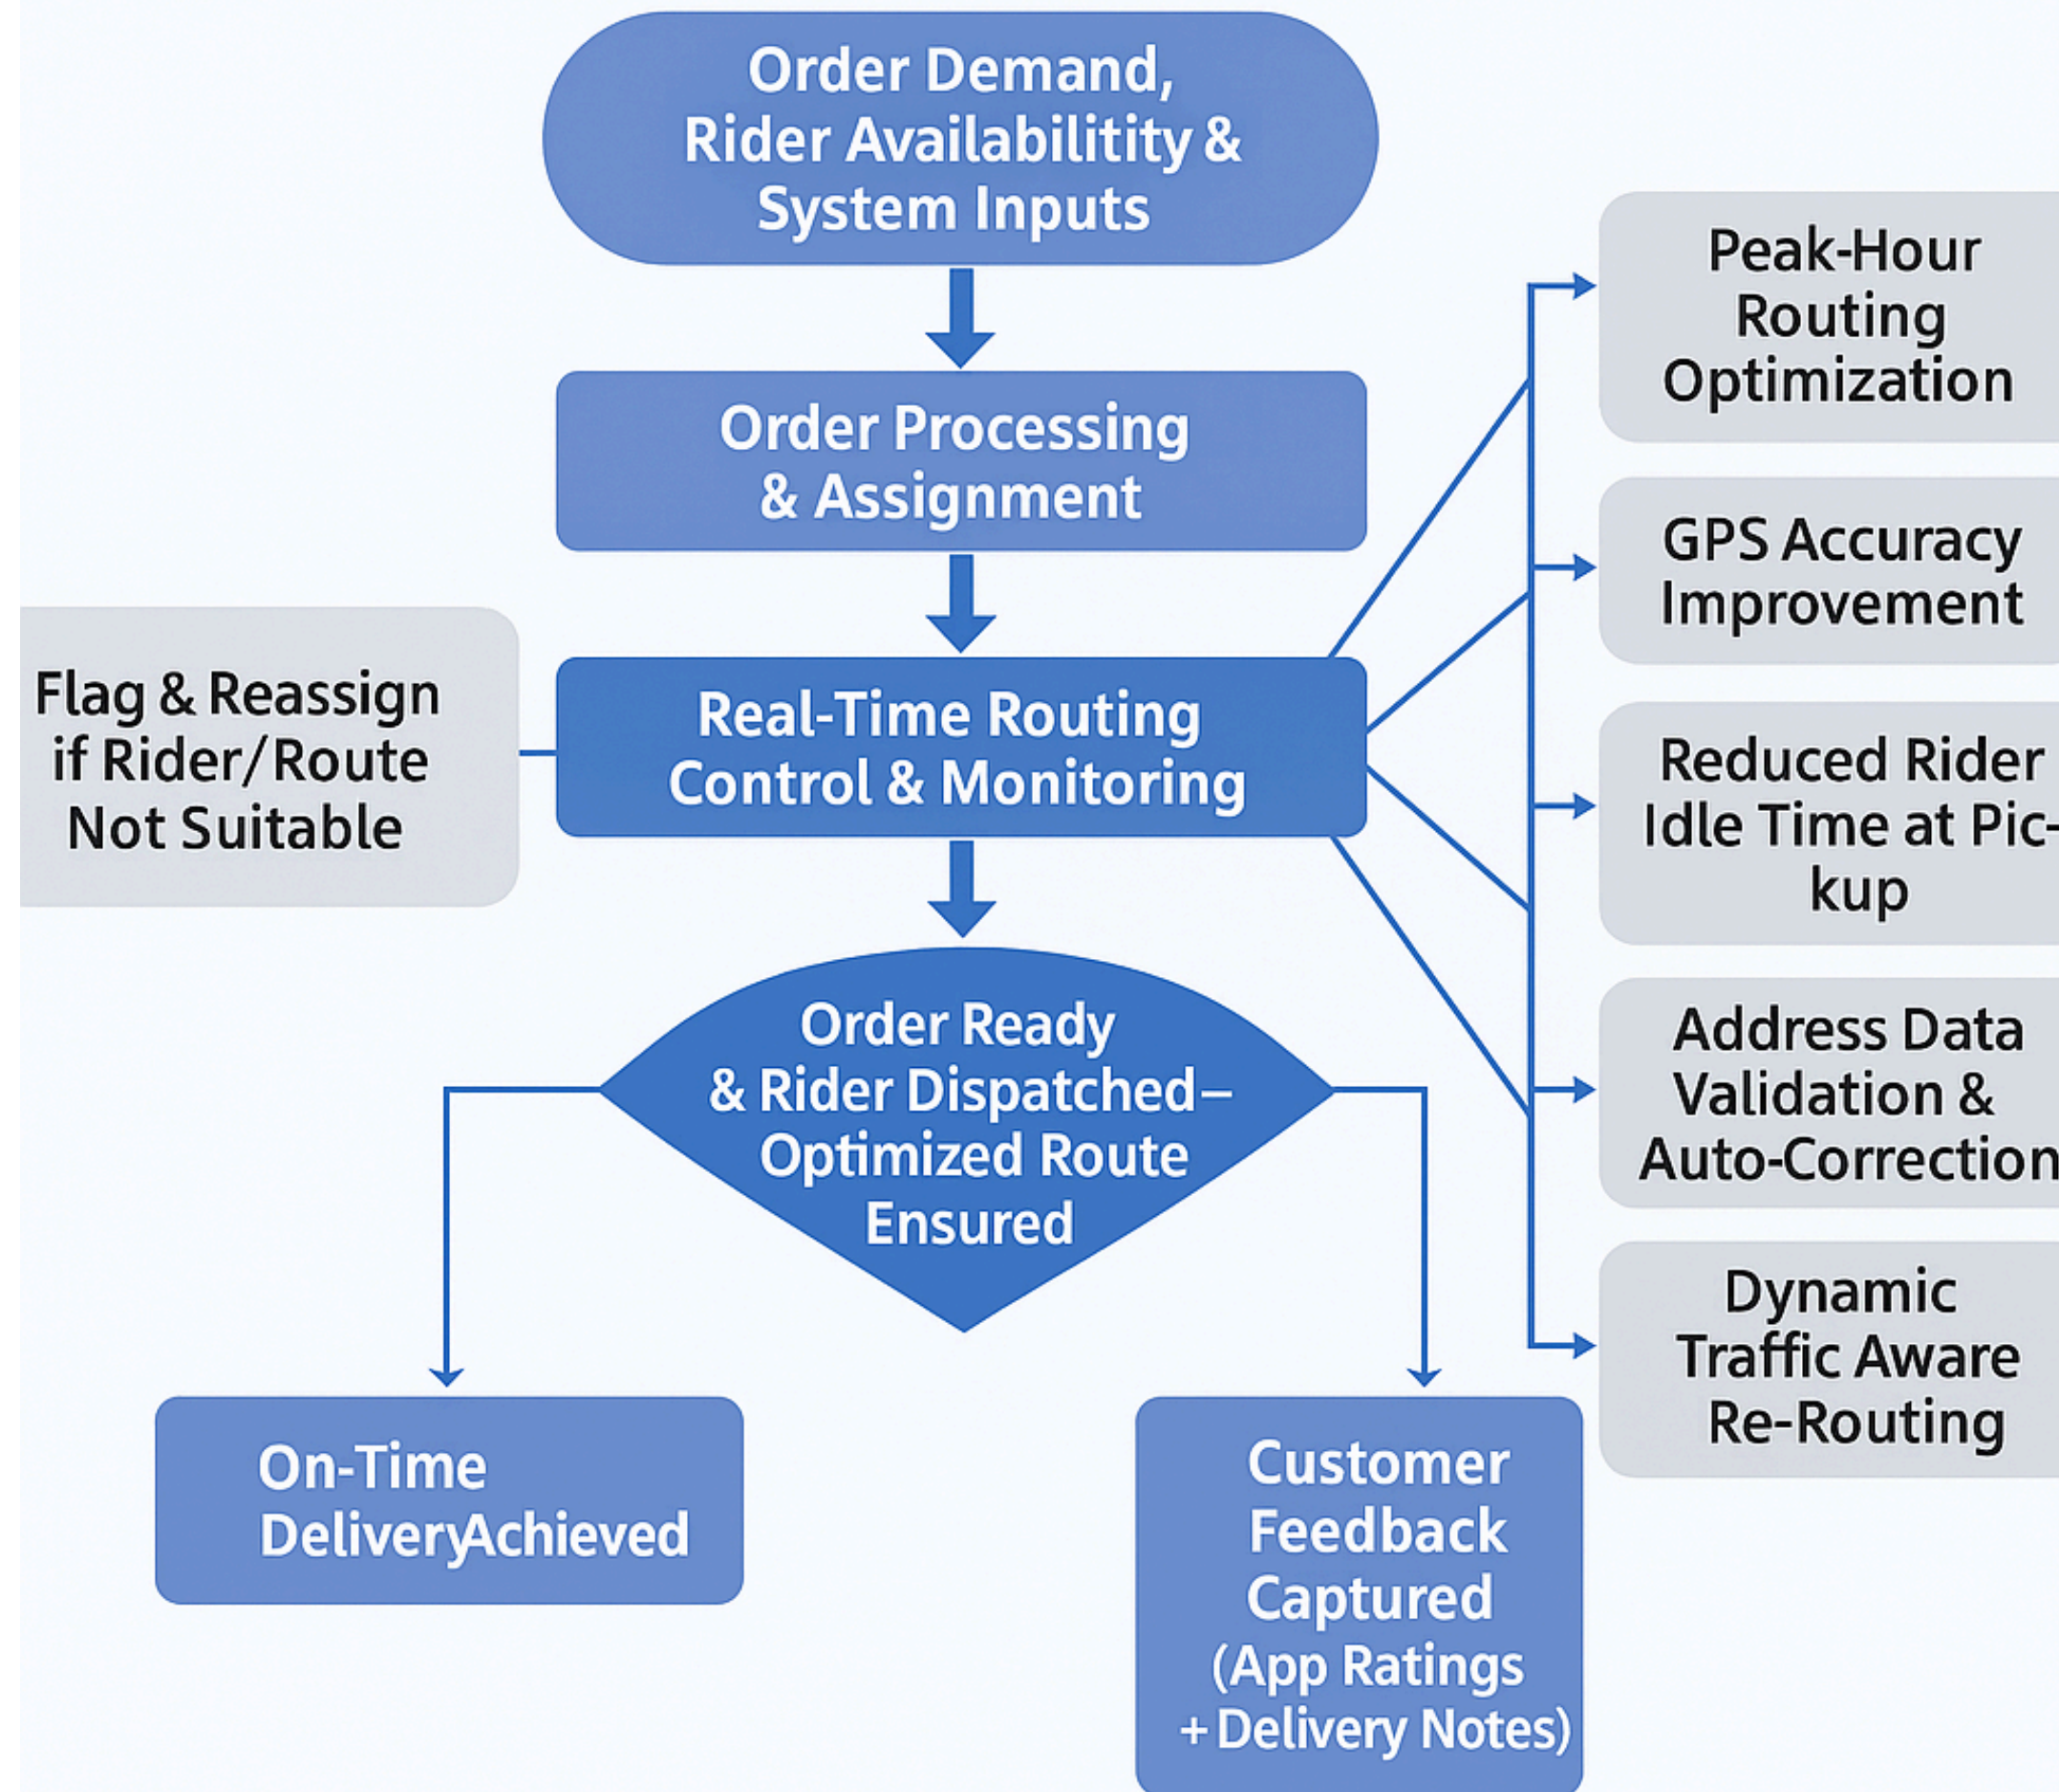 Order Demand,
Rider Availabilitity &
System Inputs
Order Processing
& Assignment
Real-Time Routing
Control & Monitoring
Flag & Reassign
if Rider/Route
Not Suitable
Order Ready
& Rider Dispatched–
Optimized Route
Ensured
On-Time
DeliveryAchieved
Customer
Feedback
Captured
(App Ratings
+ Delivery Notes)
Peak-Hour
Routing
Optimization
GPS Accuracy
Improvement
Reduced Rider
Idle Time at Pic-
kup
Address Data
Validation &
Auto-Correction
Dynamic
Traffic Aware
Re-Routing